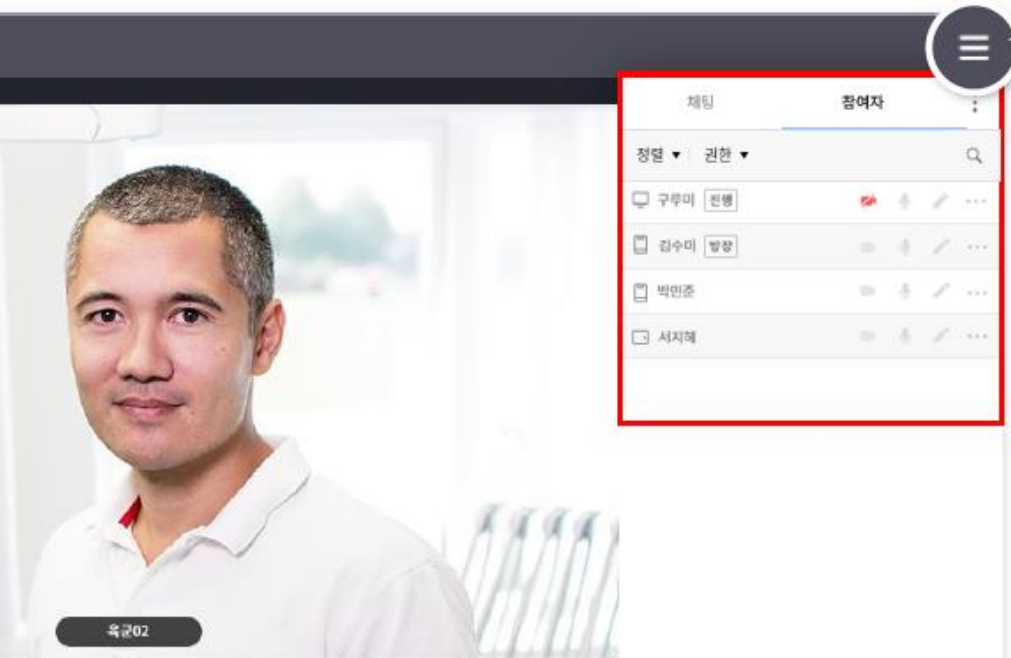 채팅 참여자
정렬 ▼ 권한 ▼
구루미 진행
김수미 방장
박민준
서지혜
육군02